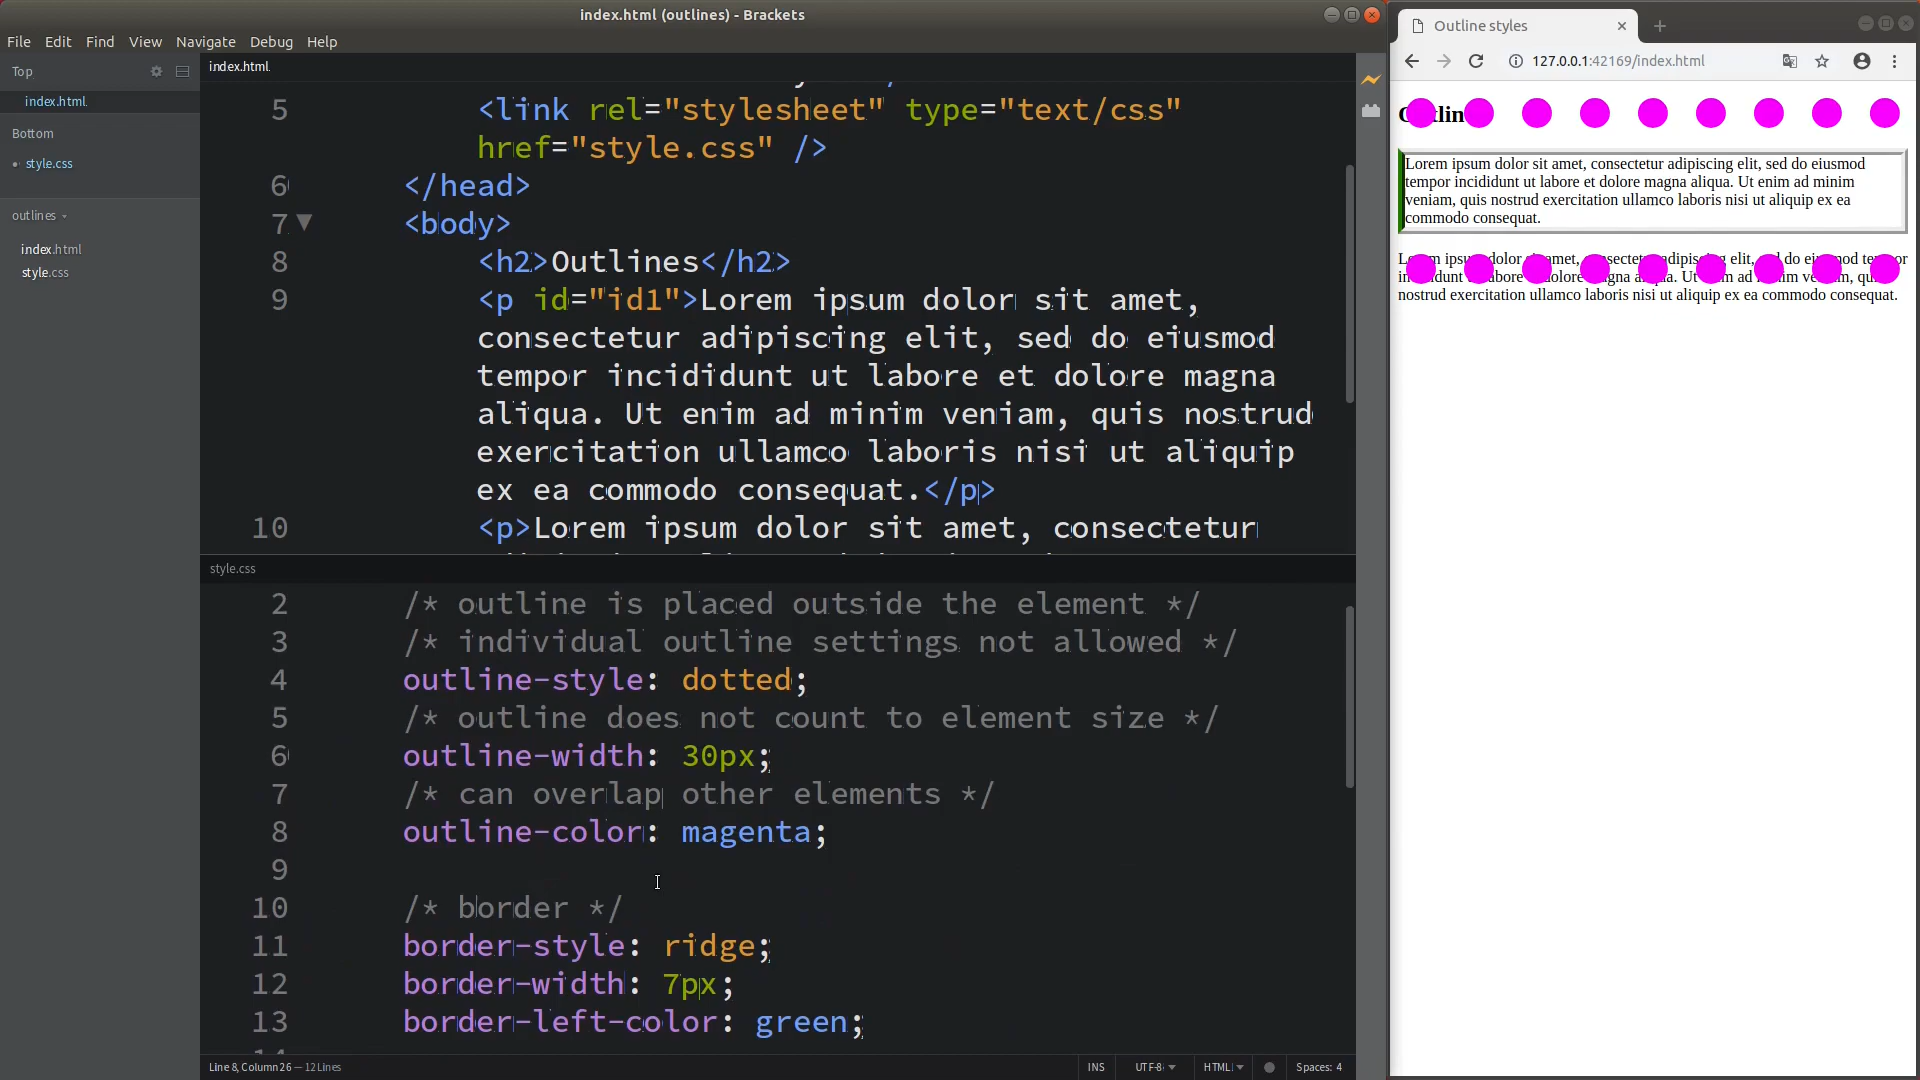 index.html (outlines) - Brackets
File Edit Find View Navigate Debug Help
Top
index.html
Bottom
style.css
outlines
index.html
style.css
index.html
5 <link rel="stylesheet" type="text/css"
href="style.css" />
6 </head>
7 <body>
8 <h2>Outlines</h2>
9 <p id="id1">Lorem ipsum dolor sit amet,
consectetur adipiscing elit, sed do eiusmod
tempor incididunt ut labore et dolore magna
aliqua. Ut enim ad minim veniam, quis nostrud
exercitation ullamco laboris nisi ut aliquip
ex ea commodo consequat.</p>
10 <p>Lorem ipsum dolor sit amet, consectetur
style.css
2 /* outline is placed outside the element */
3 /* individual outline settings not allowed */
4 outline-style: dotted;
5 /* outline does not count to element size */
6 outline-width: 30px;
7 /* can overlapp other elements */
8 outline-color: magenta;
9
10 /* border */
11 border-style: ridge;
12 border-width: 7px;
13 border-left-color: green;
Line 8, Column 26 — 12 Lines
INS UTF-8 HTML Spaces: 4
Outline styles
127.0.0.1:42169/index.html
Lorem ipsum dolor sit amet, consectetur adipiscing elit, sed do eiusmod
tempor incididunt ut labore et dolore magna aliqua. Ut enim ad minim
veniam, quis nostrud exercitation ullamco laboris nisi ut aliquip ex ea
commodo consequat.
dolor elit,
labore Ut ad
nostrud exercitation ullamco laboris nisi ut aliquip ex ea commodo consequat.